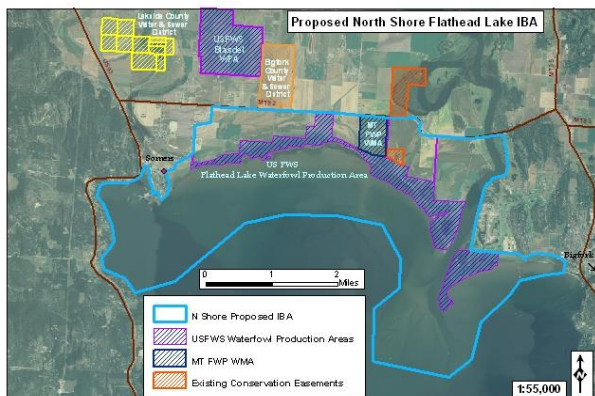 Proposed North Shore Flathead Lake IBA
Lakeside County
Water
& Sewer
District
USFWS
Blasdel
WPA
Bigfork
County
Water
& Sewer
District
MT82
MT35
MT
FWP
WMA
Somers
US FWS
Flathead Lake Waterfowl Production Area
Bigfork
0 1 2
Miles
N Shore Proposed IBA
USFWS Waterfowl Production Areas
MT FWP WMA
Existing Conservation Easements
N
1:55,000